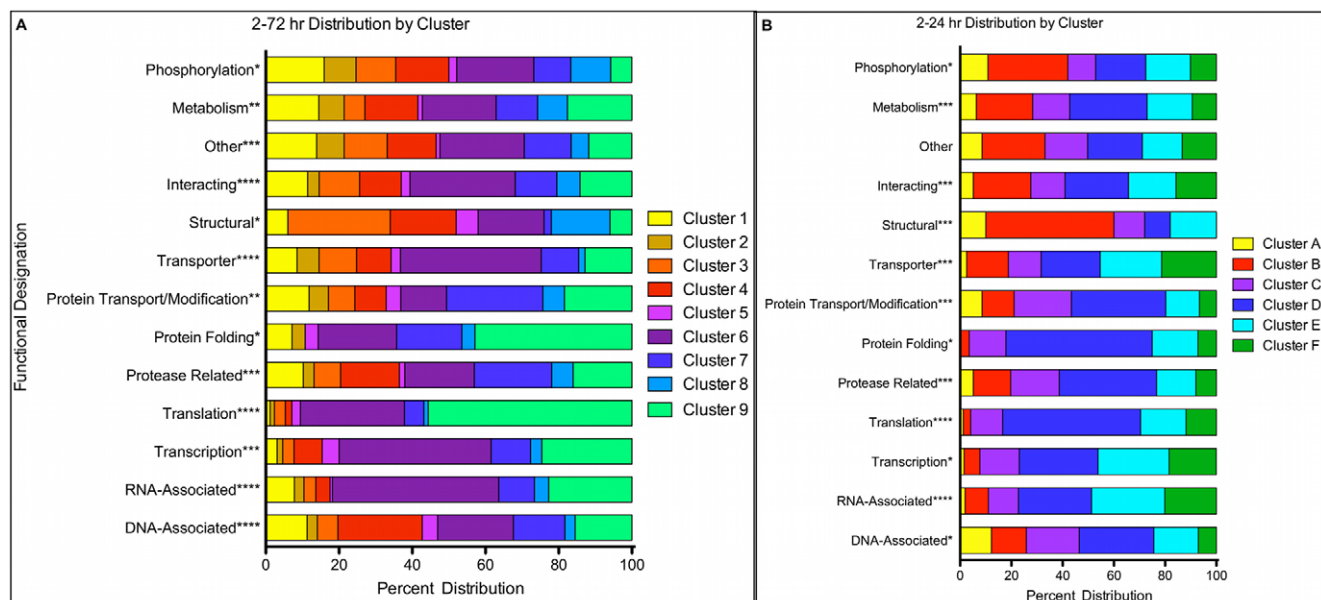 A
2-72 hr Distribution by Cluster
Functional Designation
Phosphorylation*
Metabolism**
Other***
Interacting****
Structural*
Transporter****
Protein Transport/Modification**
Protein Folding*
Protease Related***
Translation****
Transcription***
RNA-Associated****
DNA-Associated****
0 20 40 60 80 100
Percent Distribution
Cluster 1
Cluster 2
Cluster 3
Cluster 4
Cluster 5
Cluster 6
Cluster 7
Cluster 8
Cluster 9
B
2-24 hr Distribution by Cluster
Phosphorylation*
Metabolism***
Other
Interacting***
Structural***
Transporter***
Protein Transport/Modification***
Protein Folding*
Protease Related***
Translation****
Transcription*
RNA-Associated****
DNA-Associated*
0 20 40 60 80 100
Percent Distribution
Cluster A
Cluster B
Cluster C
Cluster D
Cluster E
Cluster F